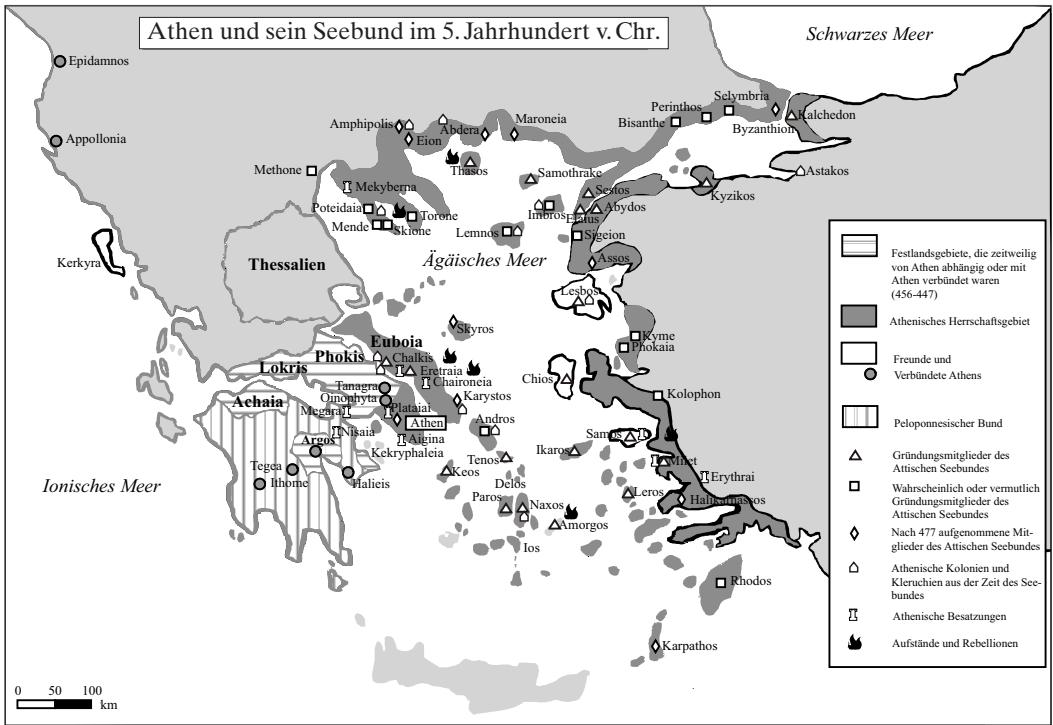 Athen und sein Seebund im 5. Jahrhundert v. Chr.
Schwarzes Meer
Epidamnos
Appollonia
Kerkyra
Methone
Amphipolis
Eion
Abdera
Maroneia
Bisanthe
Perinthos
Selymbria
Byzanthion
Kalchedon
Astakos
Kyzikos
Thasos
Samothrake
Sestos
Abydos
Elaius
Imbros
Lemnos
Sigeion
Assos
Mekyberna
Poteidaia
Torone
Mende
Skione
Thessalien
Ägäisches Meer
Lesbos
Skyros
Kyme
Phokaia
Euboia
Phokis
Chalkis
Lokris
Eretraia
Chaironeia
Chios
Kolophon
Achaia
Tanagra
Oinophyta
Karystos
Megara
Plataiai
Athen
Andros
Nisaia
Argos
Aigina
Kekryphaleia
Samos
Ikaros
Milet
Tenos
Keos
Tegea
Ithome
Halieis
Erythrai
Delos
Leros
Halikarnassos
Paros
Naxos
Amorgos
Ios
Ionisches Meer
Rhodos
Karpathos
0 50 100
km
Festlandsgebiete, die zeitweilig
von Athen abhängig oder mit
Athen verbündet waren
(456-447)
Athenisches Herrschaftsgebiet
Freunde und
Verbündete Athens
Peloponnesischer Bund
Gründungsmitglieder des
Attischen Seebundes
Wahrscheinlich oder vermutlich
Gründungsmitglieder des
Attischen Seebundes
Nach 477 aufgenommene Mit-
glieder des Attischen Seebundes
Athenische Kolonien und
Kleruchien aus der Zeit des See-
bundes
Athenische Besatzungen
Aufstände und Rebellionen